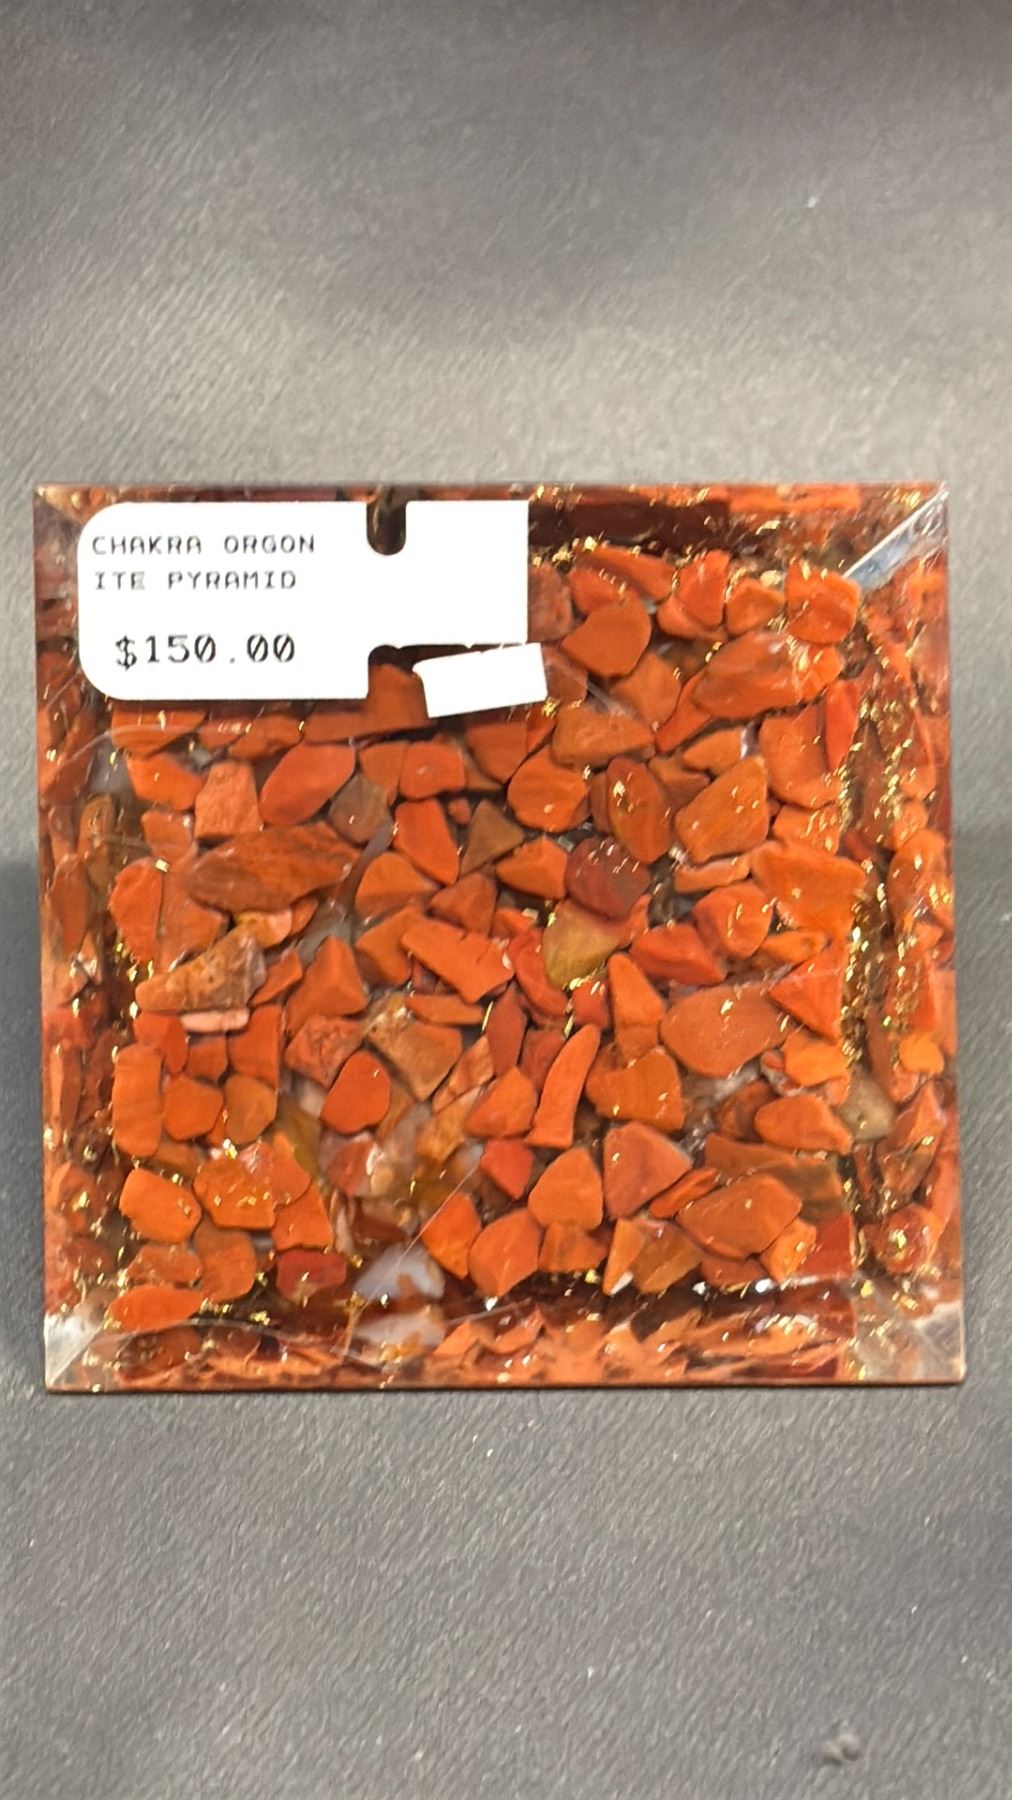 CHAKRA ORGON
ITE PYRAMID
$150.00